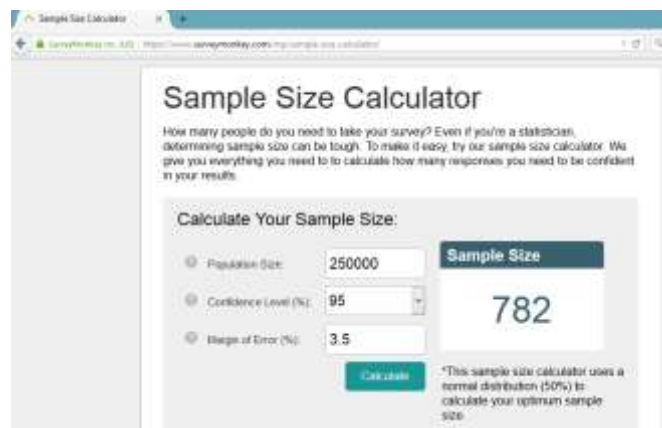 Sample Size Calculator
surveymonkey.com
Sample Size Calculator
How many people do you need to take your survey? Even if you're a statistician,
determining sample size can be tough. To make it easy, try our sample size calculator. We
give you everything you need to to calculate how many responses you need to be confident
in your results.
Calculate Your Sample Size:
Population Size: 250000
Confidence Level (%): 95
Margin of Error (%): 3.5
Calculate
Sample Size
782
*This sample size calculator uses a
normal distribution (50%) to
calculate your optimum sample
size.